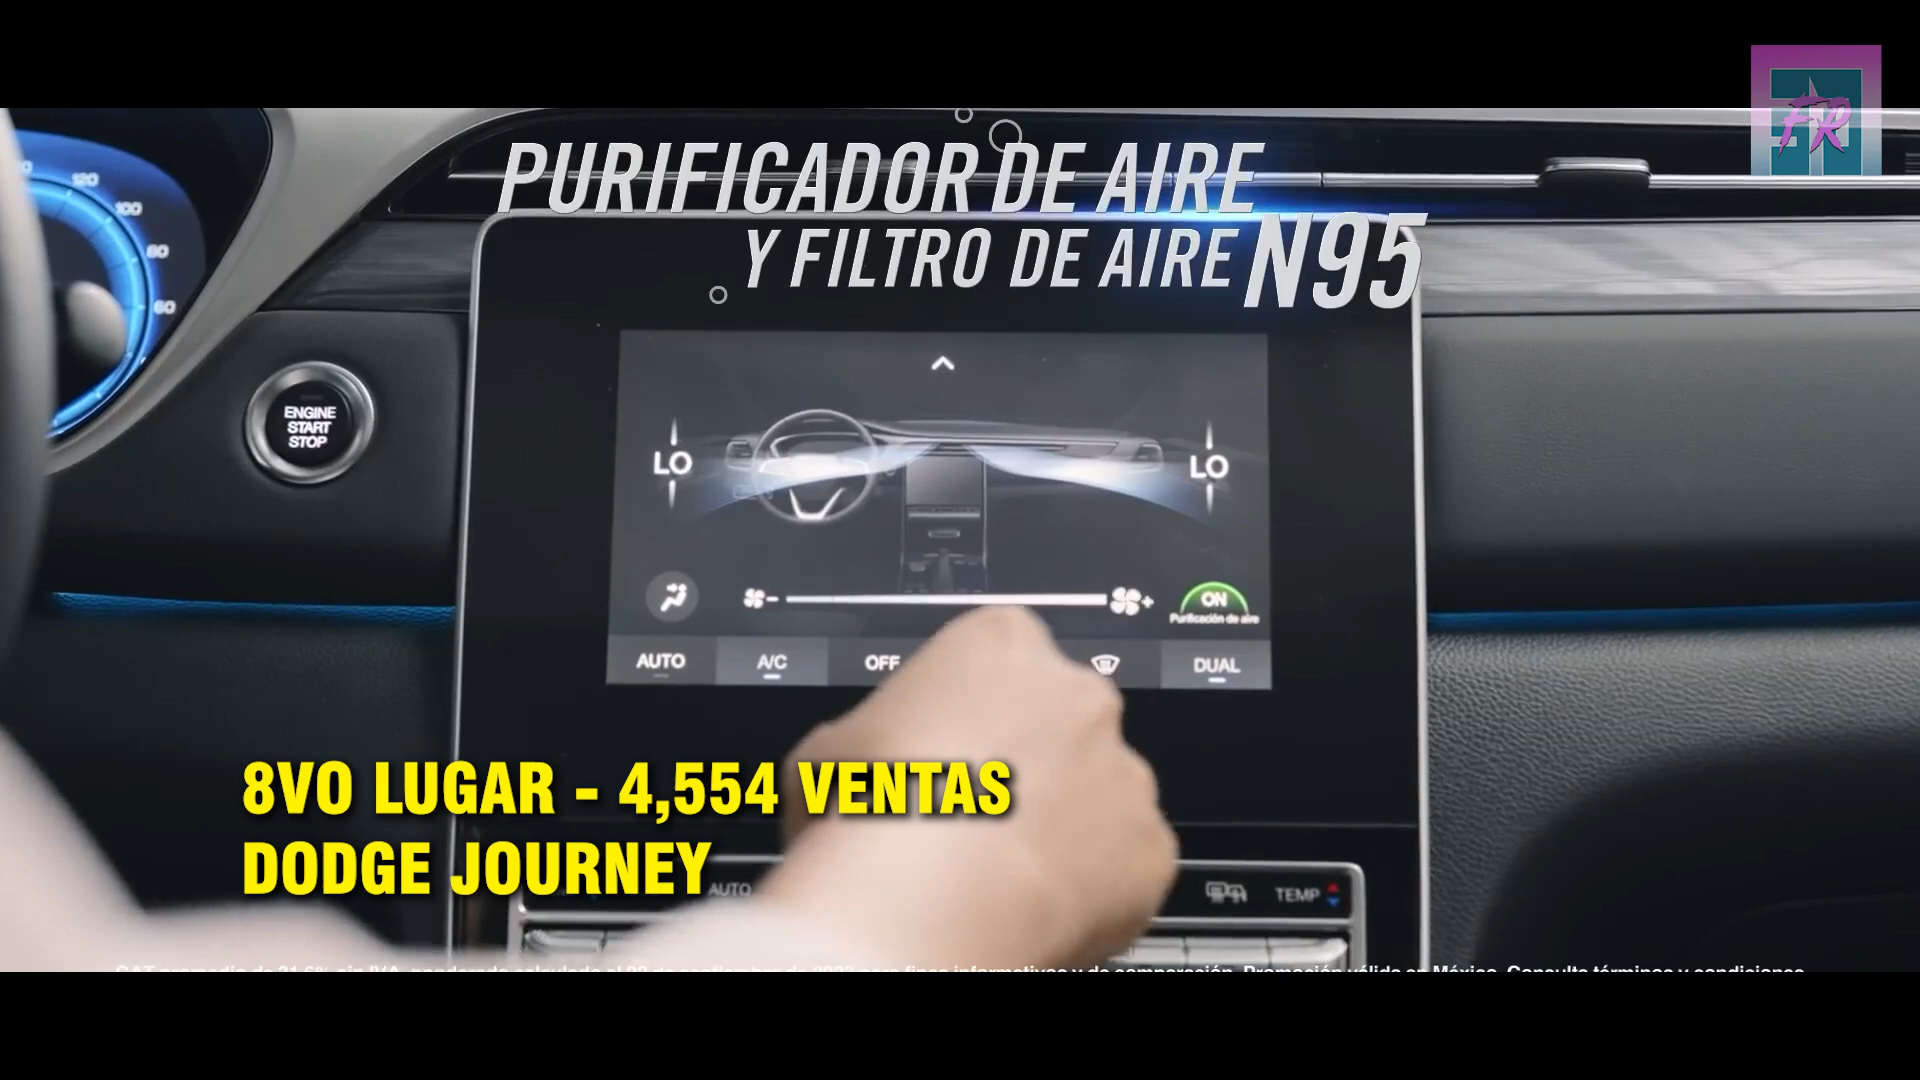 FR
PURIFICADOR DE AIRE
Y FILTRO DE AIRE N95
120
100
80
60
ENGINE
START
STOP
LO
LO
ON
Purificación de aire
AUTO A/C OFF DUAL
8VO LUGAR - 4,554 VENTAS
DODGE JOURNEY
AUTO
TEMP